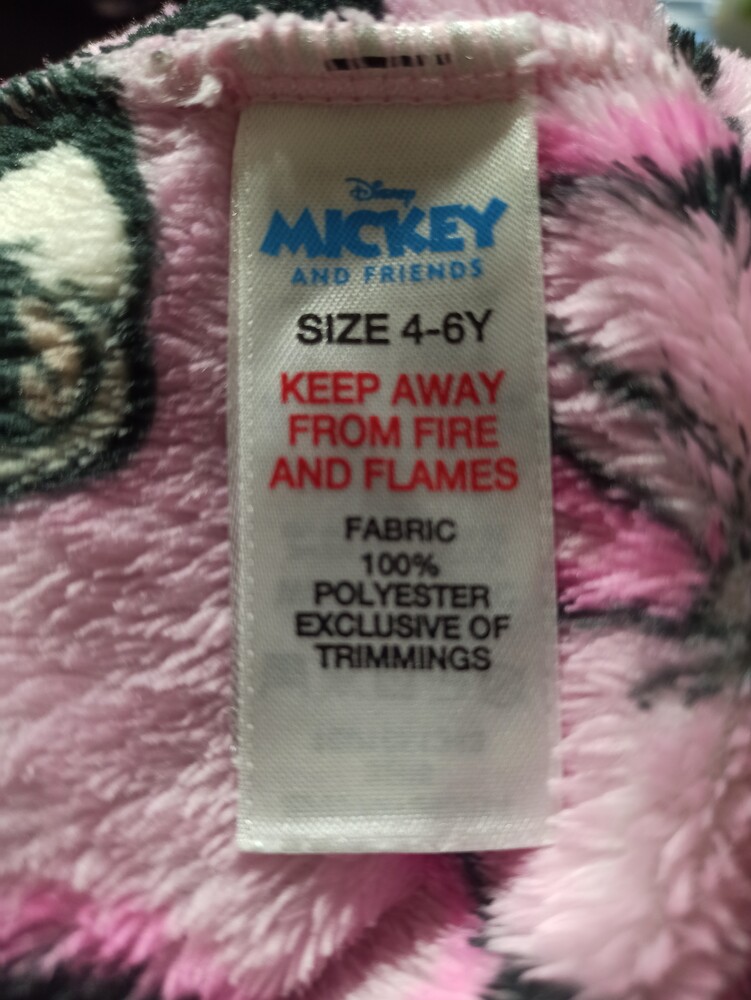 Disney
MICKEY
AND FRIENDS
SIZE 4-6Y
KEEP AWAY
FROM FIRE
AND FLAMES
FABRIC
100%
POLYESTER
EXCLUSIVE OF
TRIMMINGS